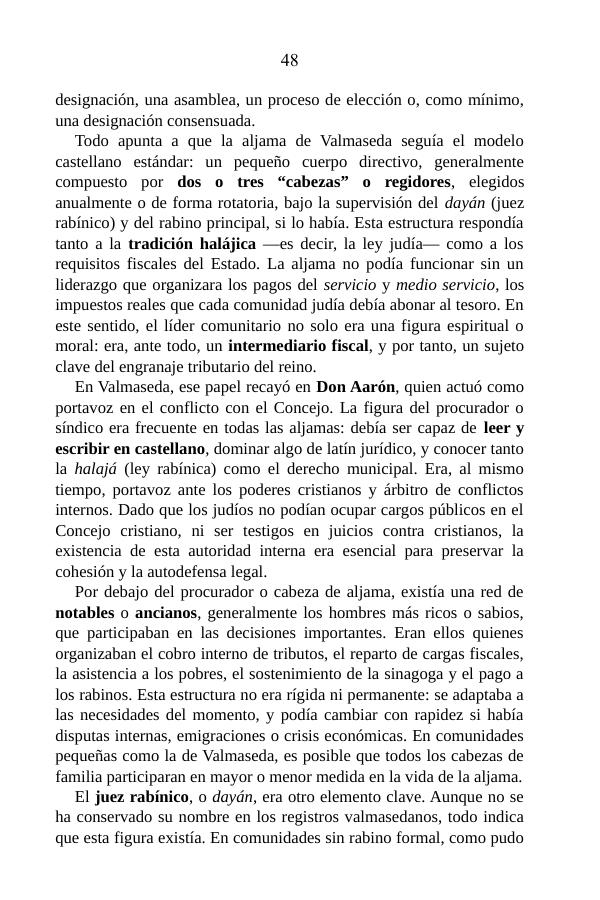 48
designación, una asamblea, un proceso de elección o, como mínimo,
una designación consensuada.
Todo apunta a que la aljama de Valmaseda seguía el modelo
castellano estándar: un pequeño cuerpo directivo, generalmente
compuesto por dos o tres “cabezas” o regidores, elegidos
anualmente o de forma rotatoria, bajo la supervisión del dayán (juez
rabínico) y del rabino principal, si lo había. Esta estructura respondía
tanto a la tradición halájica —es decir, la ley judía— como a los
requisitos fiscales del Estado. La aljama no podía funcionar sin un
liderazgo que organizara los pagos del servicio y medio servicio, los
impuestos reales que cada comunidad judía debía abonar al tesoro. En
este sentido, el líder comunitario no solo era una figura espiritual o
moral: era, ante todo, un intermediario fiscal, y por tanto, un sujeto
clave del engranaje tributario del reino.
En Valmaseda, ese papel recayó en Don Aarón, quien actuó como
portavoz en el conflicto con el Concejo. La figura del procurador o
síndico era frecuente en todas las aljamas: debía ser capaz de leer y
escribir en castellano, dominar algo de latín jurídico, y conocer tanto
la halajá (ley rabínica) como el derecho municipal. Era, al mismo
tiempo, portavoz ante los poderes cristianos y árbitro de conflictos
internos. Dado que los judíos no podían ocupar cargos públicos en el
Concejo cristiano, ni ser testigos en juicios contra cristianos, la
existencia de esta autoridad interna era esencial para preservar la
cohesión y la autodefensa legal.
Por debajo del procurador o cabeza de aljama, existía una red de
notables o ancianos, generalmente los hombres más ricos o sabios,
que participaban en las decisiones importantes. Eran ellos quienes
organizaban el cobro interno de tributos, el reparto de cargas fiscales,
la asistencia a los pobres, el sostenimiento de la sinagoga y el pago a
los rabinos. Esta estructura no era rígida ni permanente: se adaptaba a
las necesidades del momento, y podía cambiar con rapidez si había
disputas internas, emigraciones o crisis económicas. En comunidades
pequeñas como la de Valmaseda, es posible que todos los cabezas de
familia participaran en mayor o menor medida en la vida de la aljama.
El juez rabínico, o dayán, era otro elemento clave. Aunque no se
ha conservado su nombre en los registros valmasedanos, todo indica
que esta figura existía. En comunidades sin rabino formal, como pudo